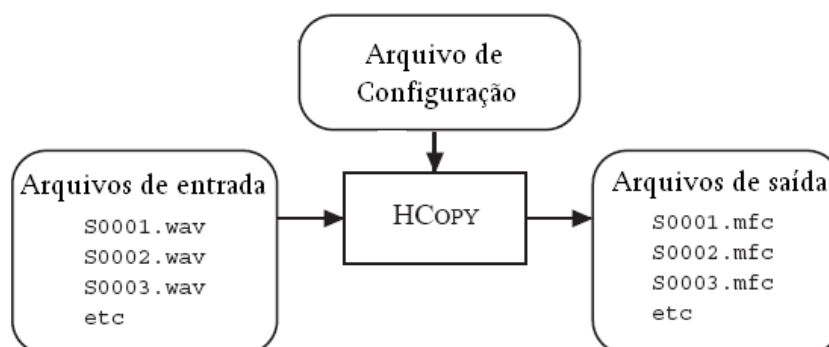 Arquivo de
Configuração
Arquivos de entrada
S0001.wav
S0002.wav
S0003.wav
etc
HCOPY
Arquivos de saída
S0001.mfc
S0002.mfc
S0003.mfc
etc